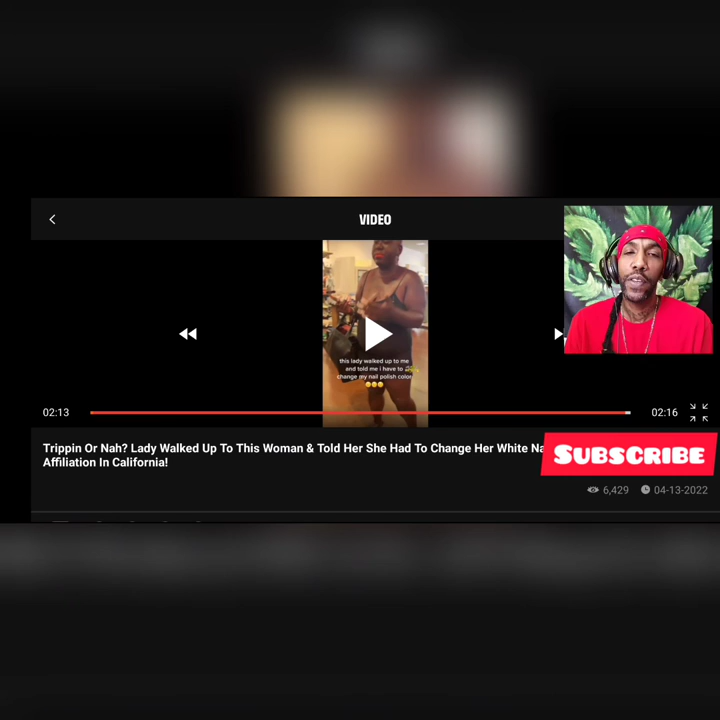 VIDEO
this lady walked up to me
and told me i have to
change my nail polish color
02:13
02:16
Trippin Or Nah? Lady Walked Up To This Woman & Told Her She Had To Change Her White
Affiliation In California!
SUBSCRIBE
6,429
04-13-2022